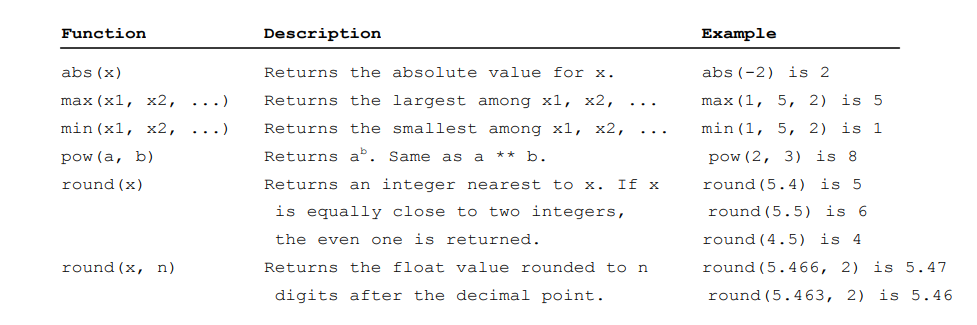 Function Description Example
abs(x) Returns the absolute value for x. abs(-2) is 2
max(x1, x2, ...) Returns the largest among x1, x2, ... max(1, 5, 2) is 5
min(x1, x2, ...) Returns the smallest among x1, x2, ... min(1, 5, 2) is 1
pow(a, b) Returns aᵇ. Same as a ** b. pow(2, 3) is 8
round(x) Returns an integer nearest to x. If x round(5.4) is 5
is equally close to two integers, round(5.5) is 6
the even one is returned. round(4.5) is 4
round(x, n) Returns the float value rounded to n round(5.466, 2) is 5.47
digits after the decimal point. round(5.463, 2) is 5.46